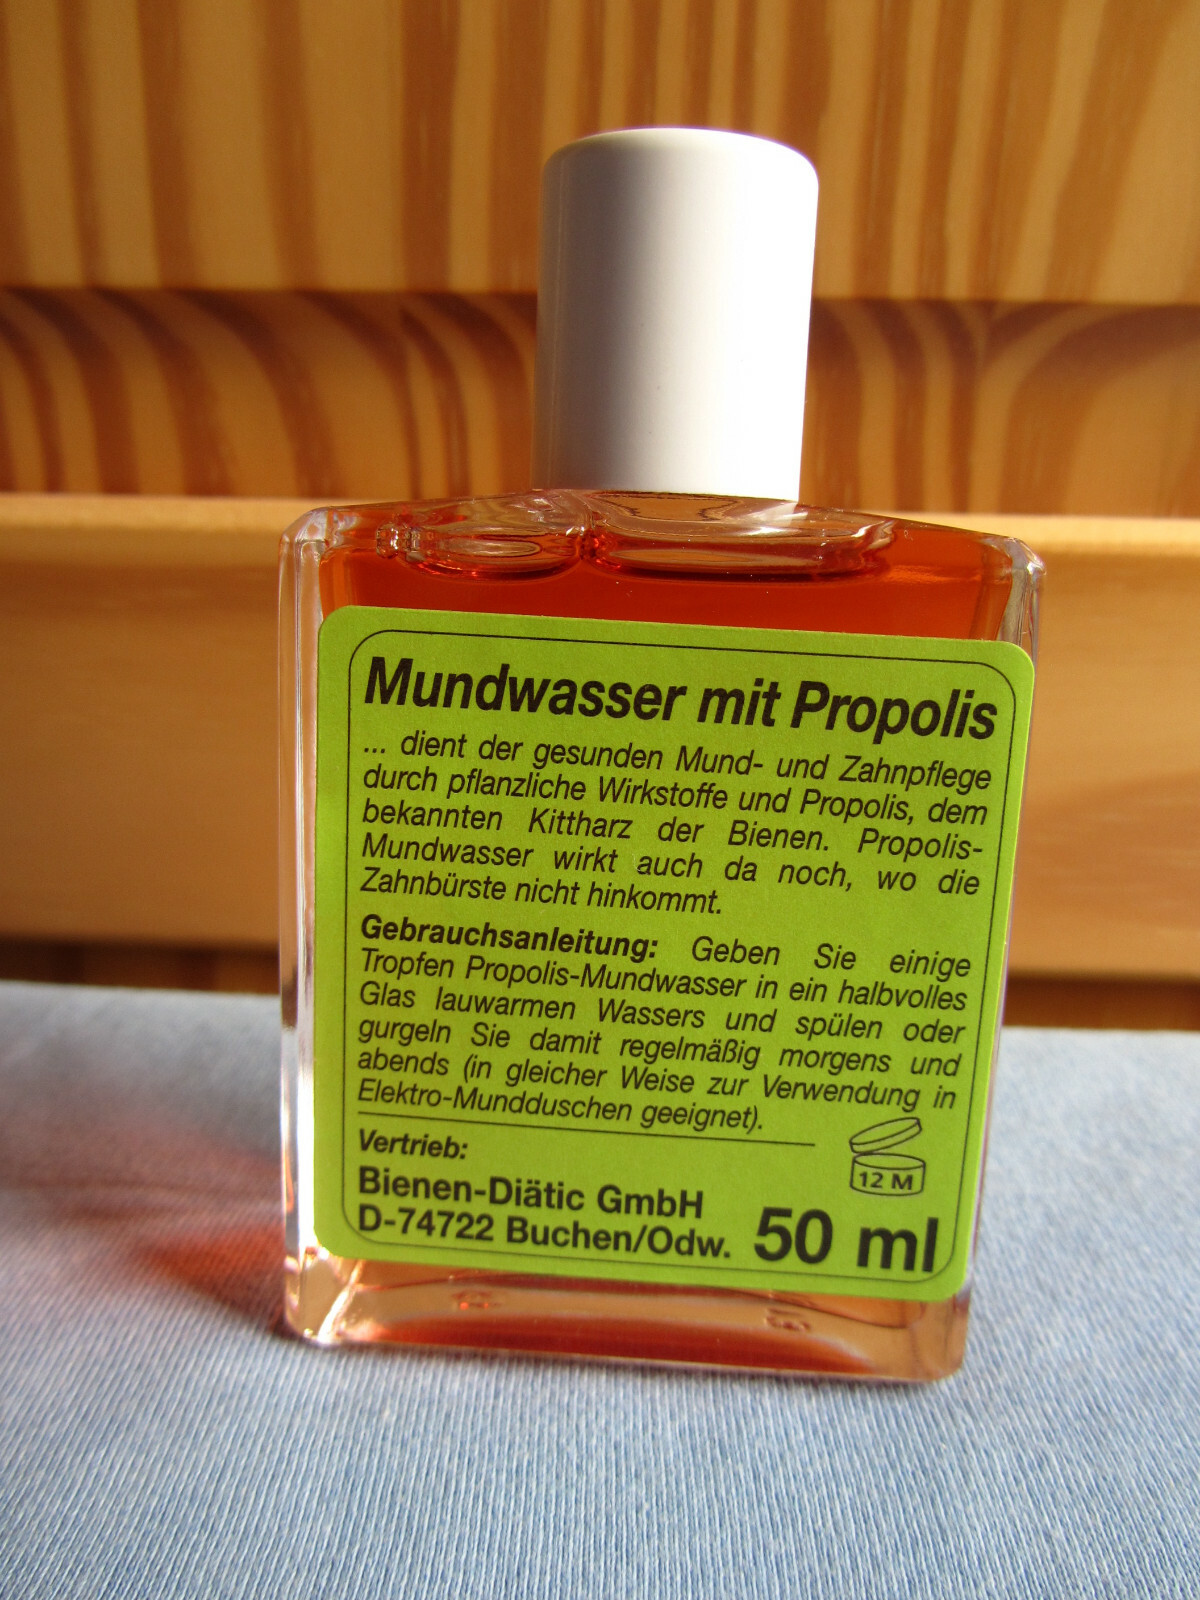 Mundwasser mit Propolis
... dient der gesunden Mund- und Zahnpflege
durch pflanzliche Wirkstoffe und Propolis, dem
bekannten Kittharz der Bienen. Propolis-
Mundwasser wirkt auch da noch, wo die
Zahnbürste nicht hinkommt.
Gebrauchsanleitung: Geben Sie einige
Tropfen Propolis-Mundwasser in ein halbvolles
Glas lauwarmen Wassers und spülen oder
gurgeln Sie damit regelmäßig morgens und
abends (in gleicher Weise zur Verwendung in
Elektro-Mundduschen geeignet).
Vertrieb:
12 M
Bienen-Diätic GmbH
D-74722 Buchen/Odw.
50 ml